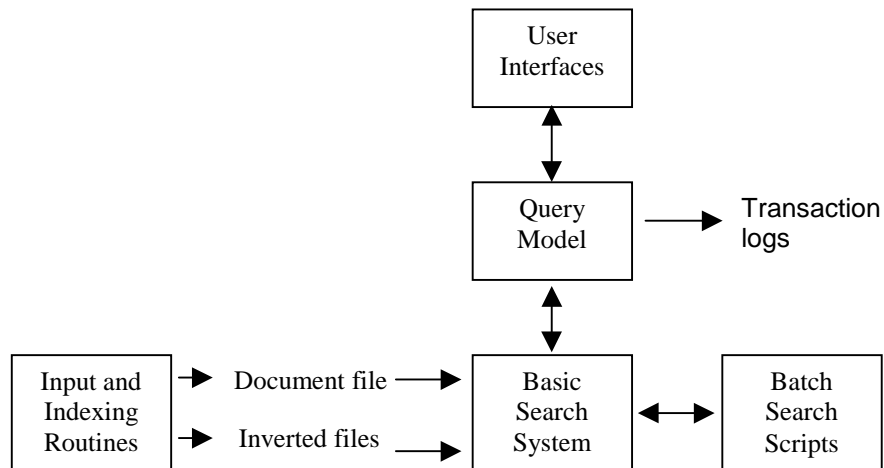 User
Interfaces
Query
Model
Transaction
logs
Input and
Indexing
Routines
Document file
Inverted files
Basic
Search
System
Batch
Search
Scripts